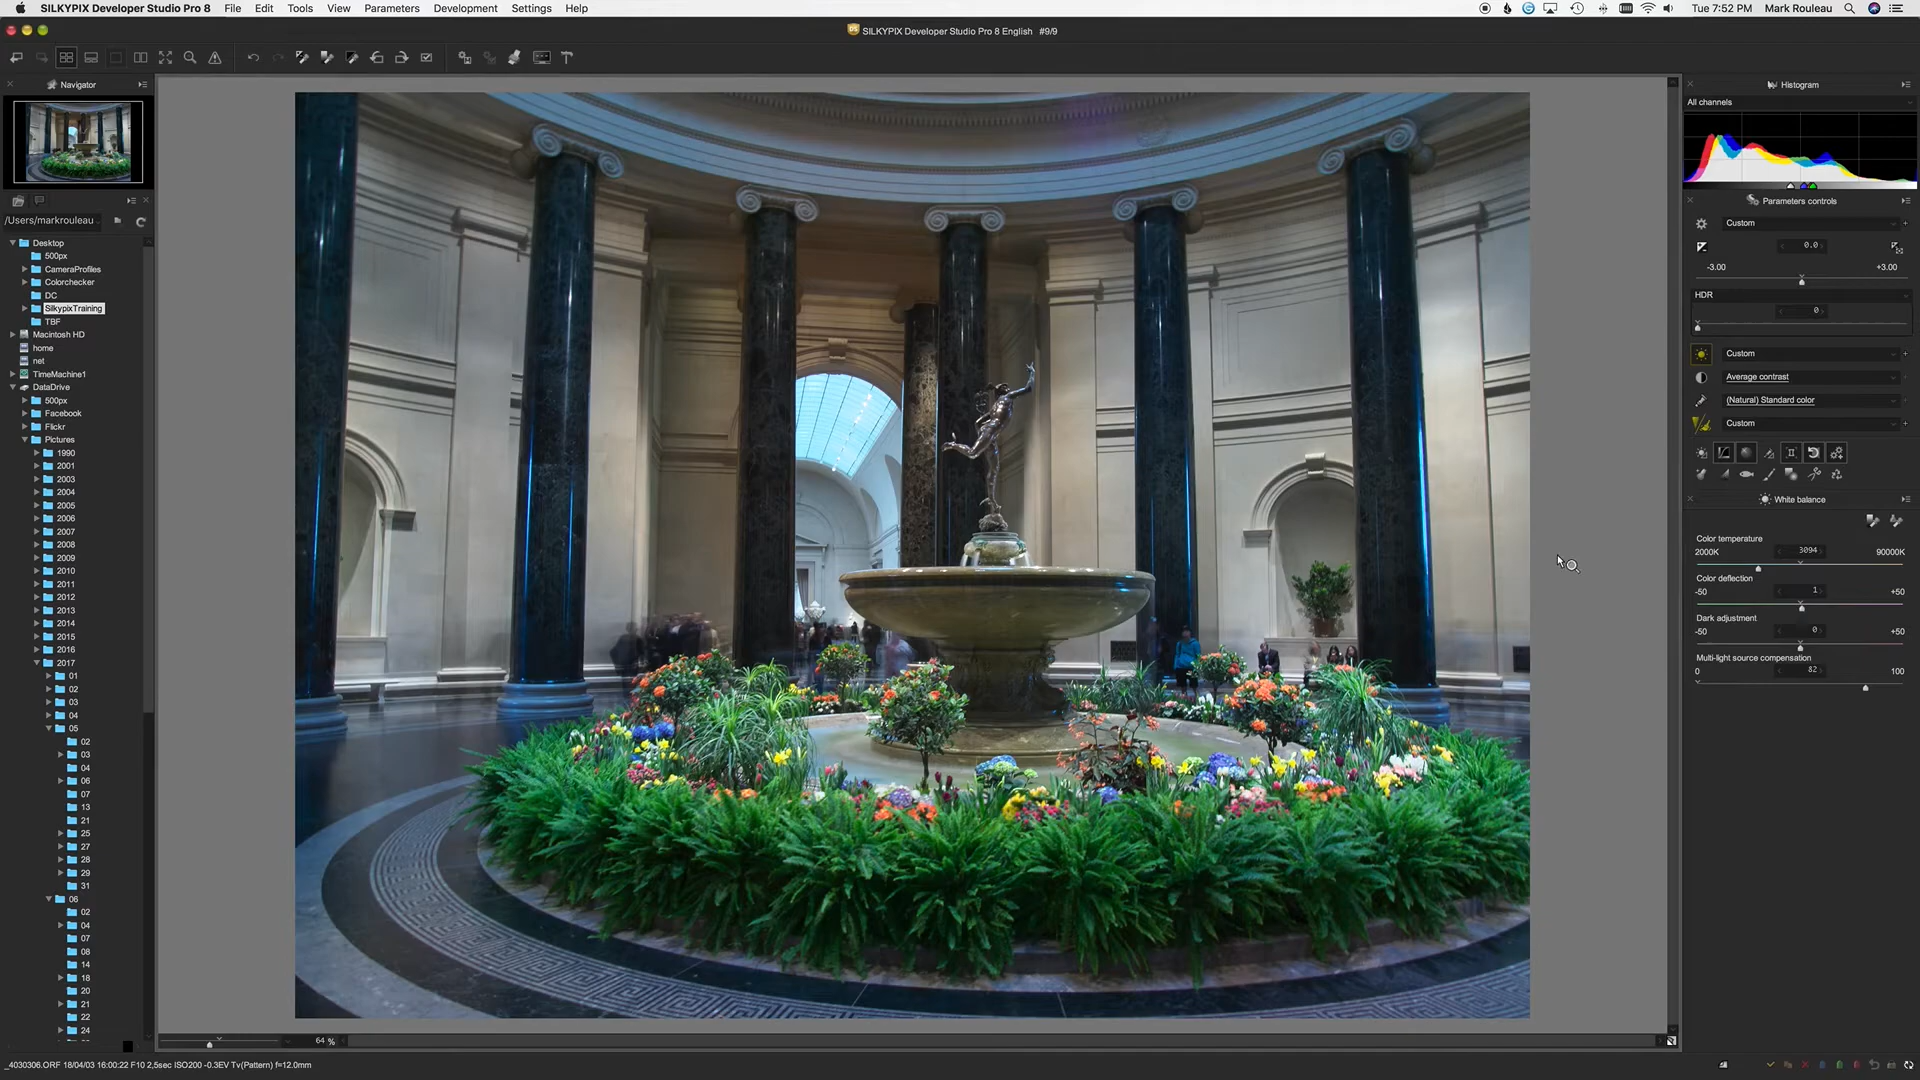 SILKYPIX Developer Studio Pro 8 File Edit Tools View Parameters Development Settings Help Tue 7:52 PM Mark Rouleau
SILKYPIX Developer Studio Pro 8 English #9/9
Navigator
/Users/markrouleau
Desktop
500px
CameraProfiles
Colorchecker
DC
SilkypixTraining
TBF
Macintosh HD
home
net
TimeMachine1
DataDrive
500px
Facebook
Flickr
Pictures
1990
2001
2003
2004
2005
2006
2007
2008
2009
2010
2011
2012
2013
2014
2015
2016
2017
01
02
03
04
05
02
03
04
06
07
13
21
25
27
28
29
31
06
02
04
07
08
14
18
20
21
22
24
64 %
_4030306.ORF 18/04/03 16:00:22 F10 2,5sec ISO200 -0.3EV Tv(Pattern) f=12.0mm
Histogram
All channels
Parameters controls
Custom
0.0
-3.00 +3.00
HDR
0
Custom
Average contrast
(Natural) Standard color
Custom
White balance
Color temperature
2000K 3094 90000K
Color deflection
-50 1 +50
Dark adjustment
-50 0 +50
Multi-light source compensation
0 82 100